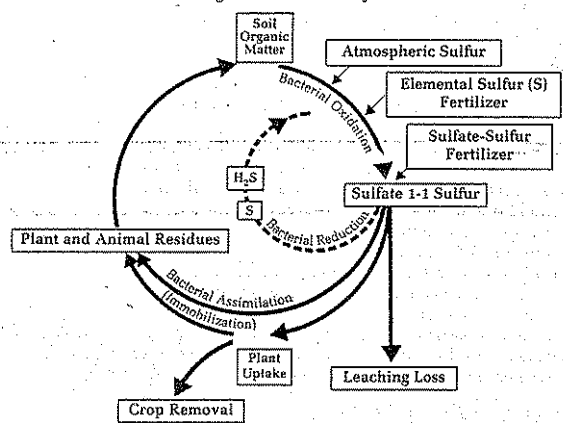 Soil
Organic
Matter
Atmospheric Sulfur
Bacterial Oxidation
Elemental Sulfur (S)
Fertilizer
Sulfate-Sulfur
Fertilizer
H₂S
S
Sulfate 1-1 Sulfur
Bacterial Reduction
Plant and Animal Residues
Bacterial Assimilation
(Immobilization)
Plant
Uptake
Leaching Loss
Crop Removal